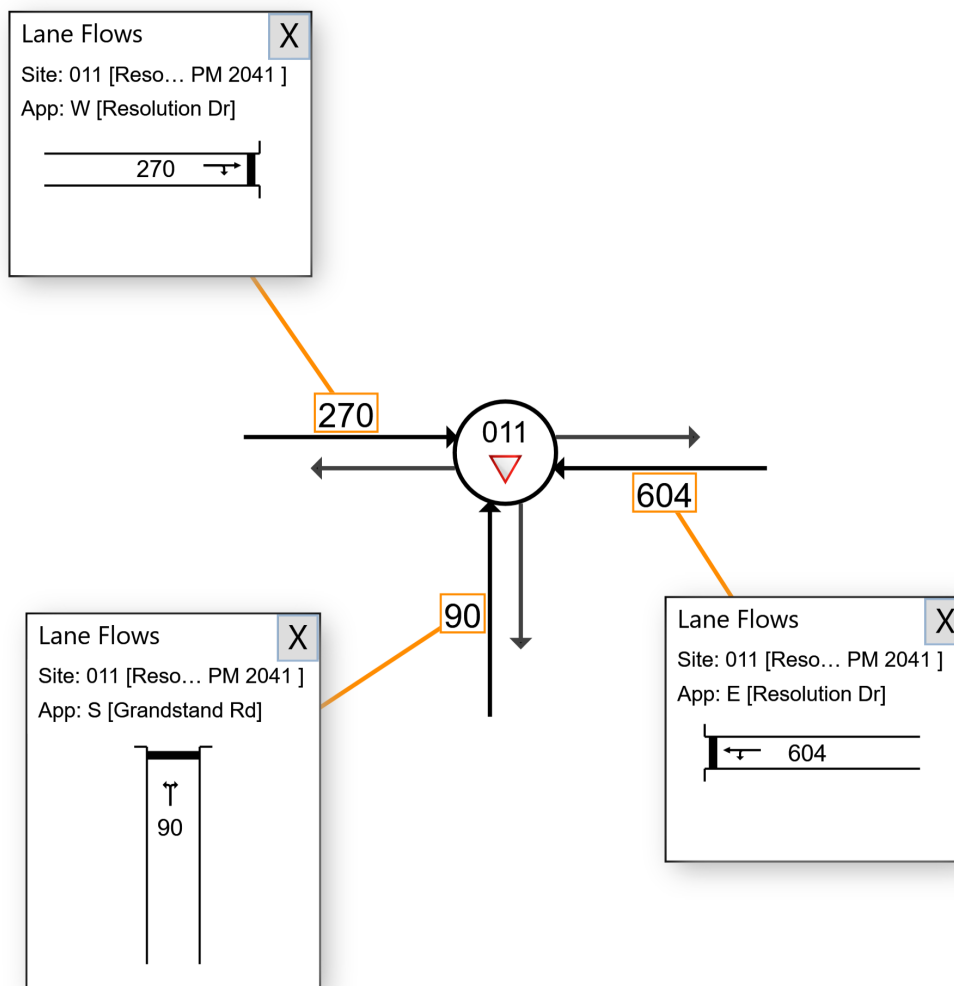 Lane Flows
X
Site: 011 [Reso... PM 2041 ]
App: W [Resolution Dr]
270
270
011
604
90
Lane Flows
X
Site: 011 [Reso... PM 2041 ]
App: S [Grandstand Rd]
90
Lane Flows
X
Site: 011 [Reso... PM 2041 ]
App: E [Resolution Dr]
604